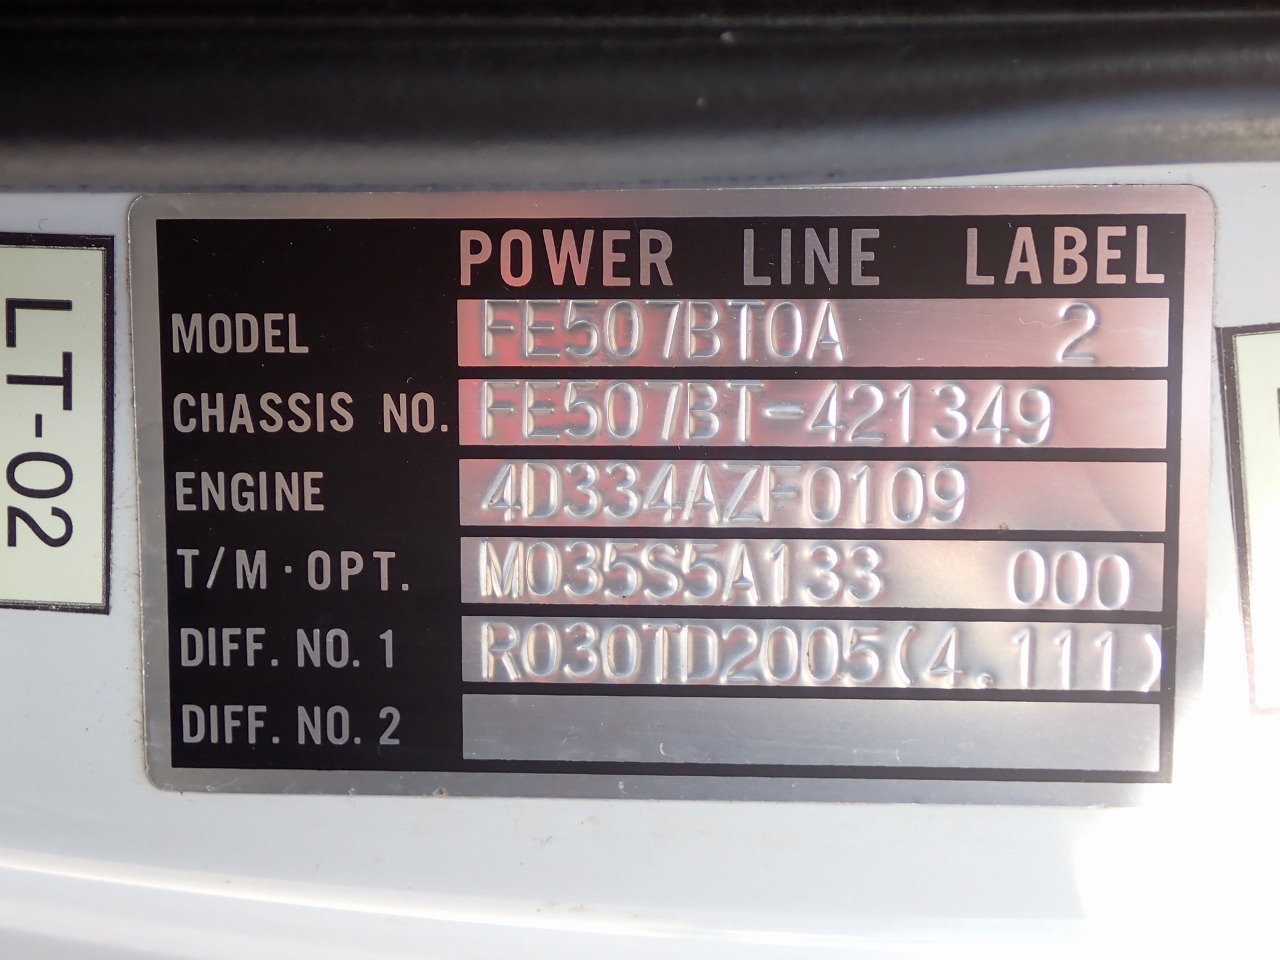 POWER LINE LABEL
MODEL FE507BT0A 2
CHASSIS NO. FE507BT-421349
ENGINE 4D334AZF0109
T/M·OPT. M035S5A133 000
DIFF. NO. 1 R030TD2005(4.111)
DIFF. NO. 2
LT-02